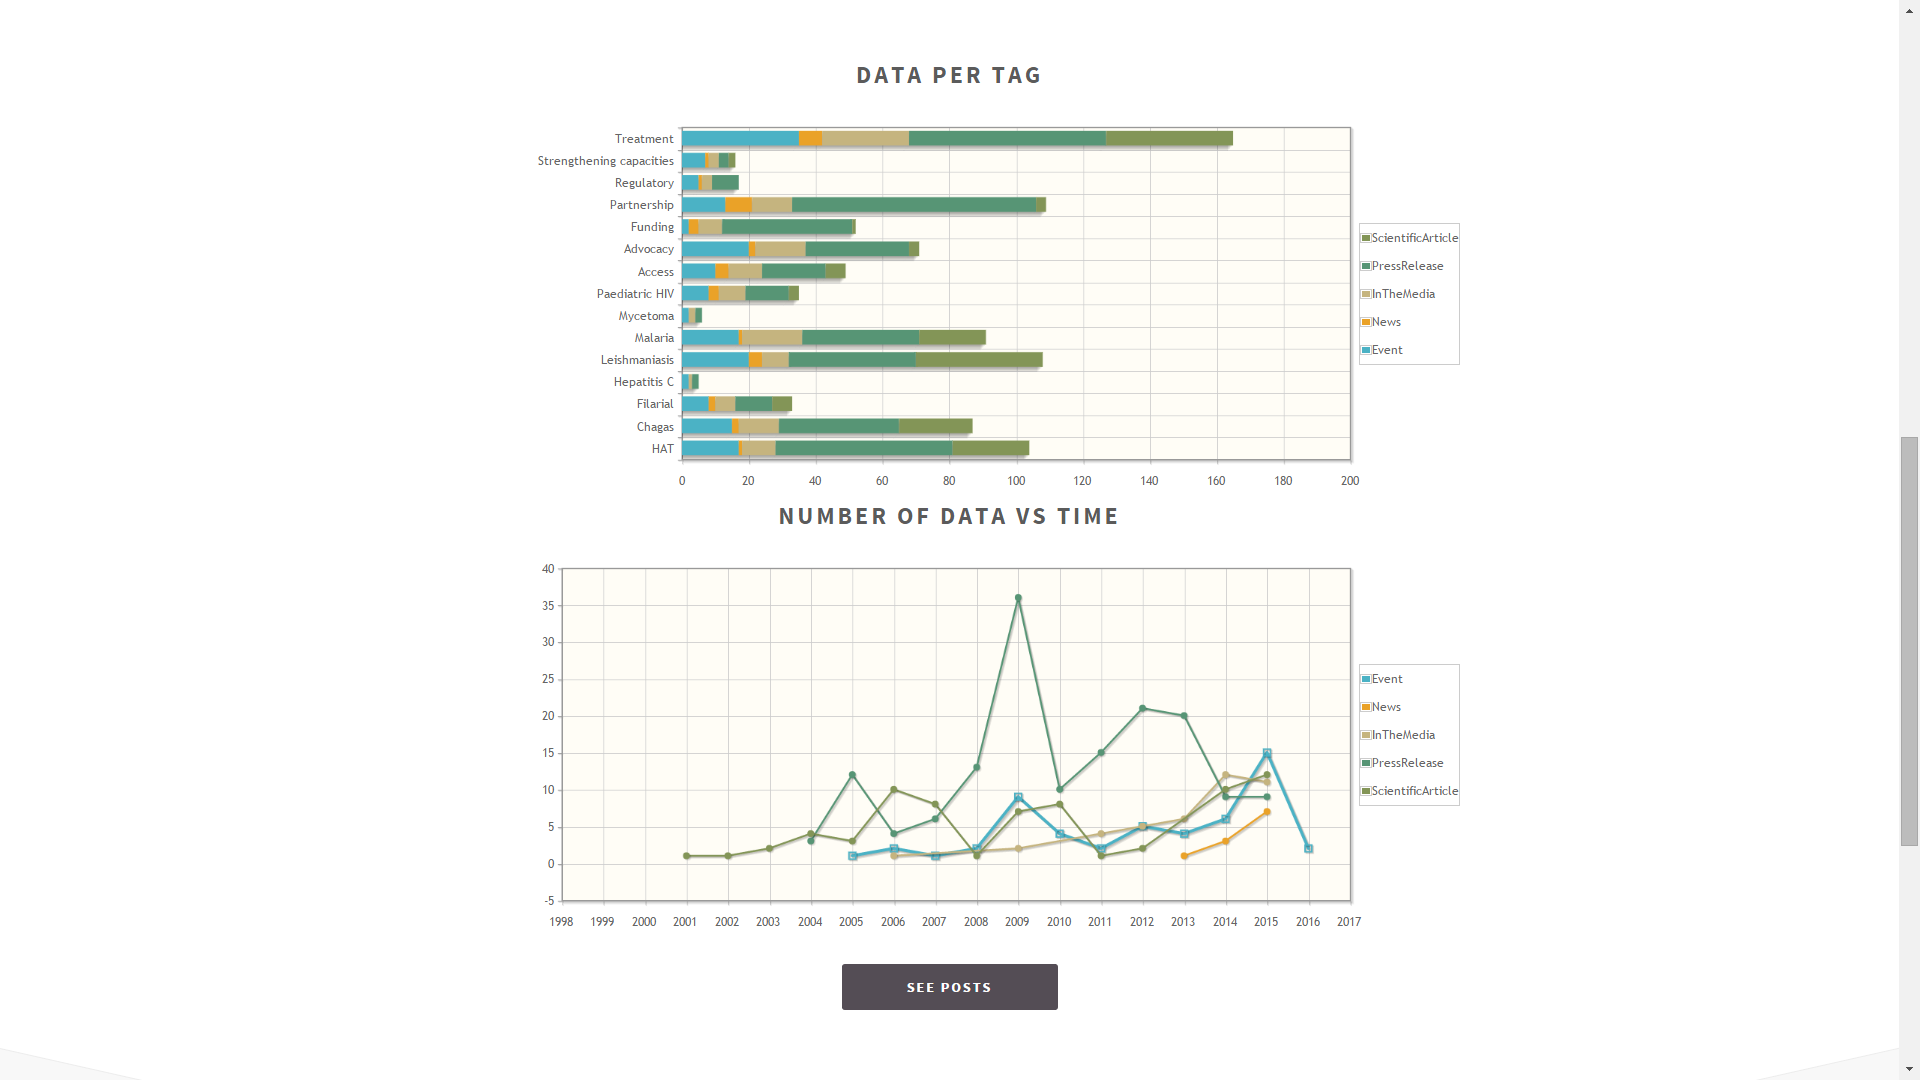 DATA PER TAG
Treatment
Strengthening capacities
Regulatory
Partnership
Funding
Advocacy
Access
Paediatric HIV
Mycetoma
Malaria
Leishmaniasis
Hepatitis C
Filarial
Chagas
HAT
0 20 40 60 80 100 120 140 160 180 200
ScientificArticle
PressRelease
InTheMedia
News
Event
NUMBER OF DATA VS TIME
40
35
30
25
20
15
10
5
0
-5
1998 1999 2000 2001 2002 2003 2004 2005 2006 2007 2008 2009 2010 2011 2012 2013 2014 2015 2016 2017
Event
News
InTheMedia
PressRelease
ScientificArticle
SEE POSTS